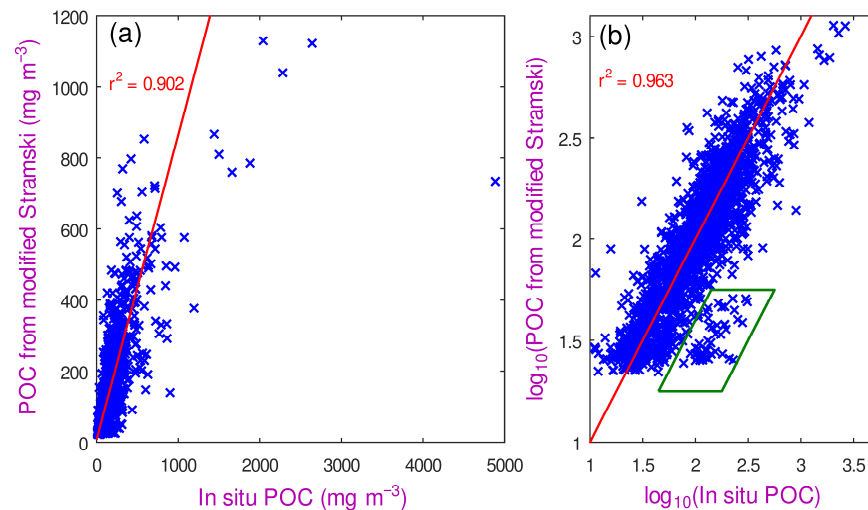 (a)
r² = 0.902
POC from modified Stramski (mg m⁻³)
1200
1000
800
600
400
200
0
0 1000 2000 3000 4000 5000
In situ POC (mg m⁻³)
(b)
r² = 0.963
log₁₀(POC from modified Stramski)
3
2.5
2
1.5
1
1 1.5 2 2.5 3 3.5
log₁₀(In situ POC)